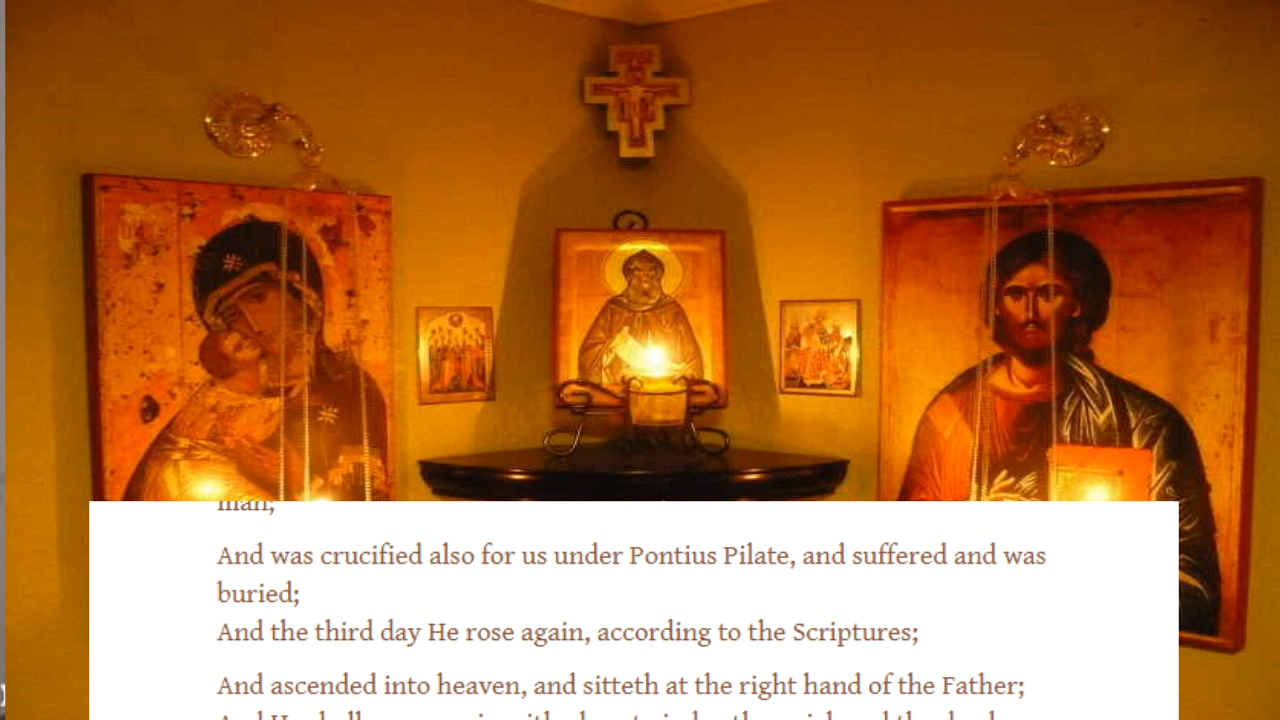 man;
And was crucified also for us under Pontius Pilate, and suffered and was
buried;
And the third day He rose again, according to the Scriptures;
And ascended into heaven, and sitteth at the right hand of the Father;